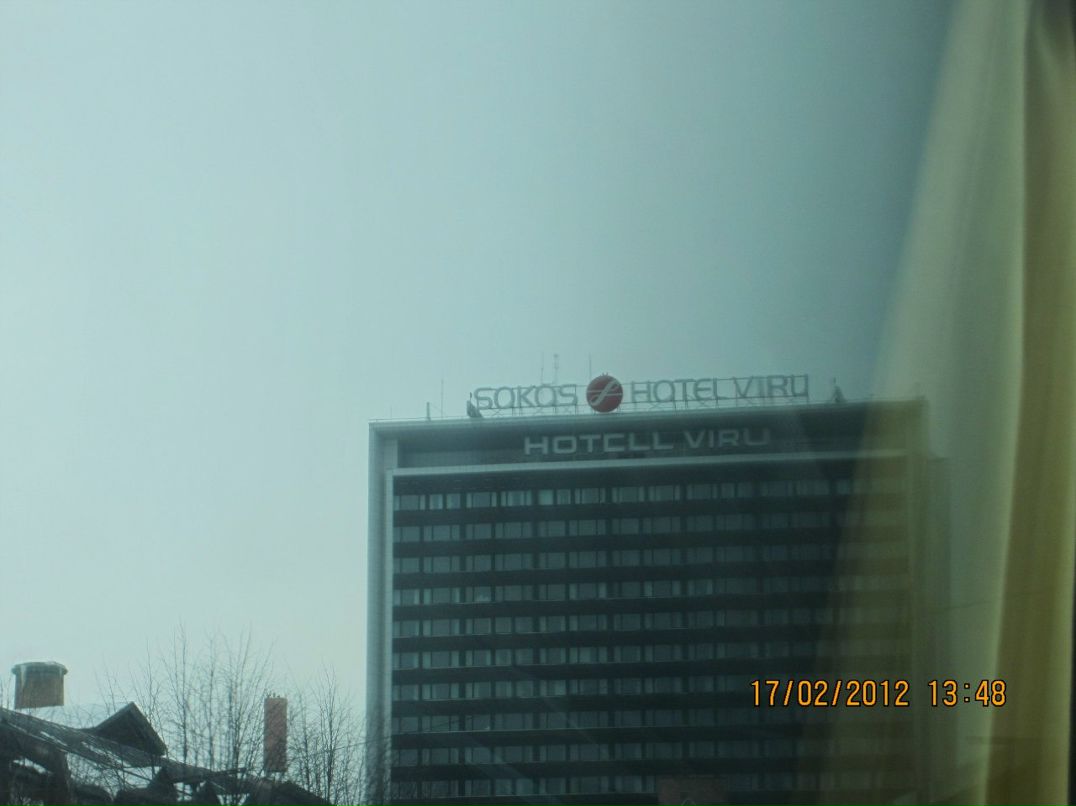 SOKOS HOTEL VIRU
HOTELL VIRU
17/02/2012 13:48